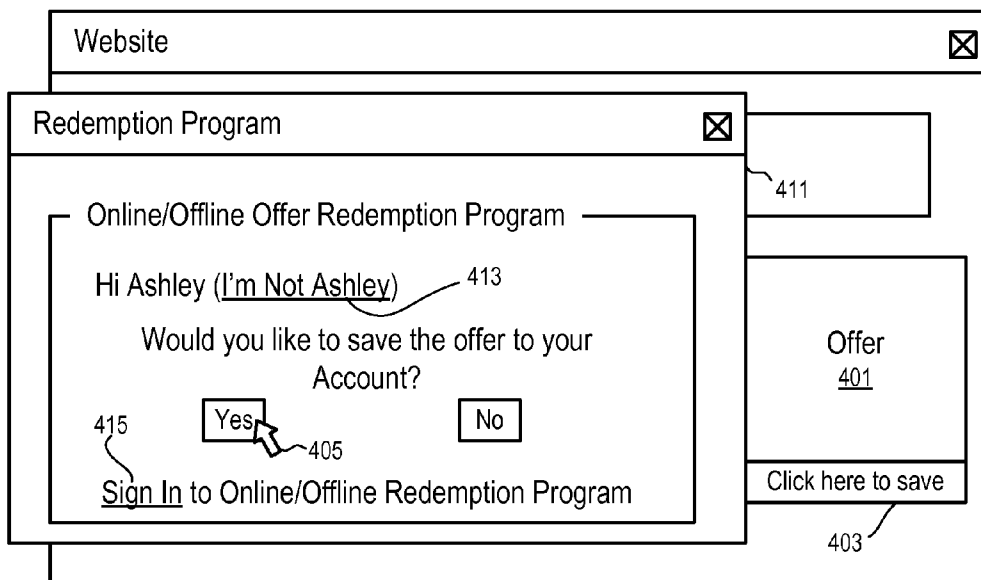 Website
Redemption Program
411
Online/Offline Offer Redemption Program
Hi Ashley (I'm Not Ashley)
413
Would you like to save the offer to your
Account?
Offer
401
415
Yes
No
405
Sign In to Online/Offline Redemption Program
Click here to save
403